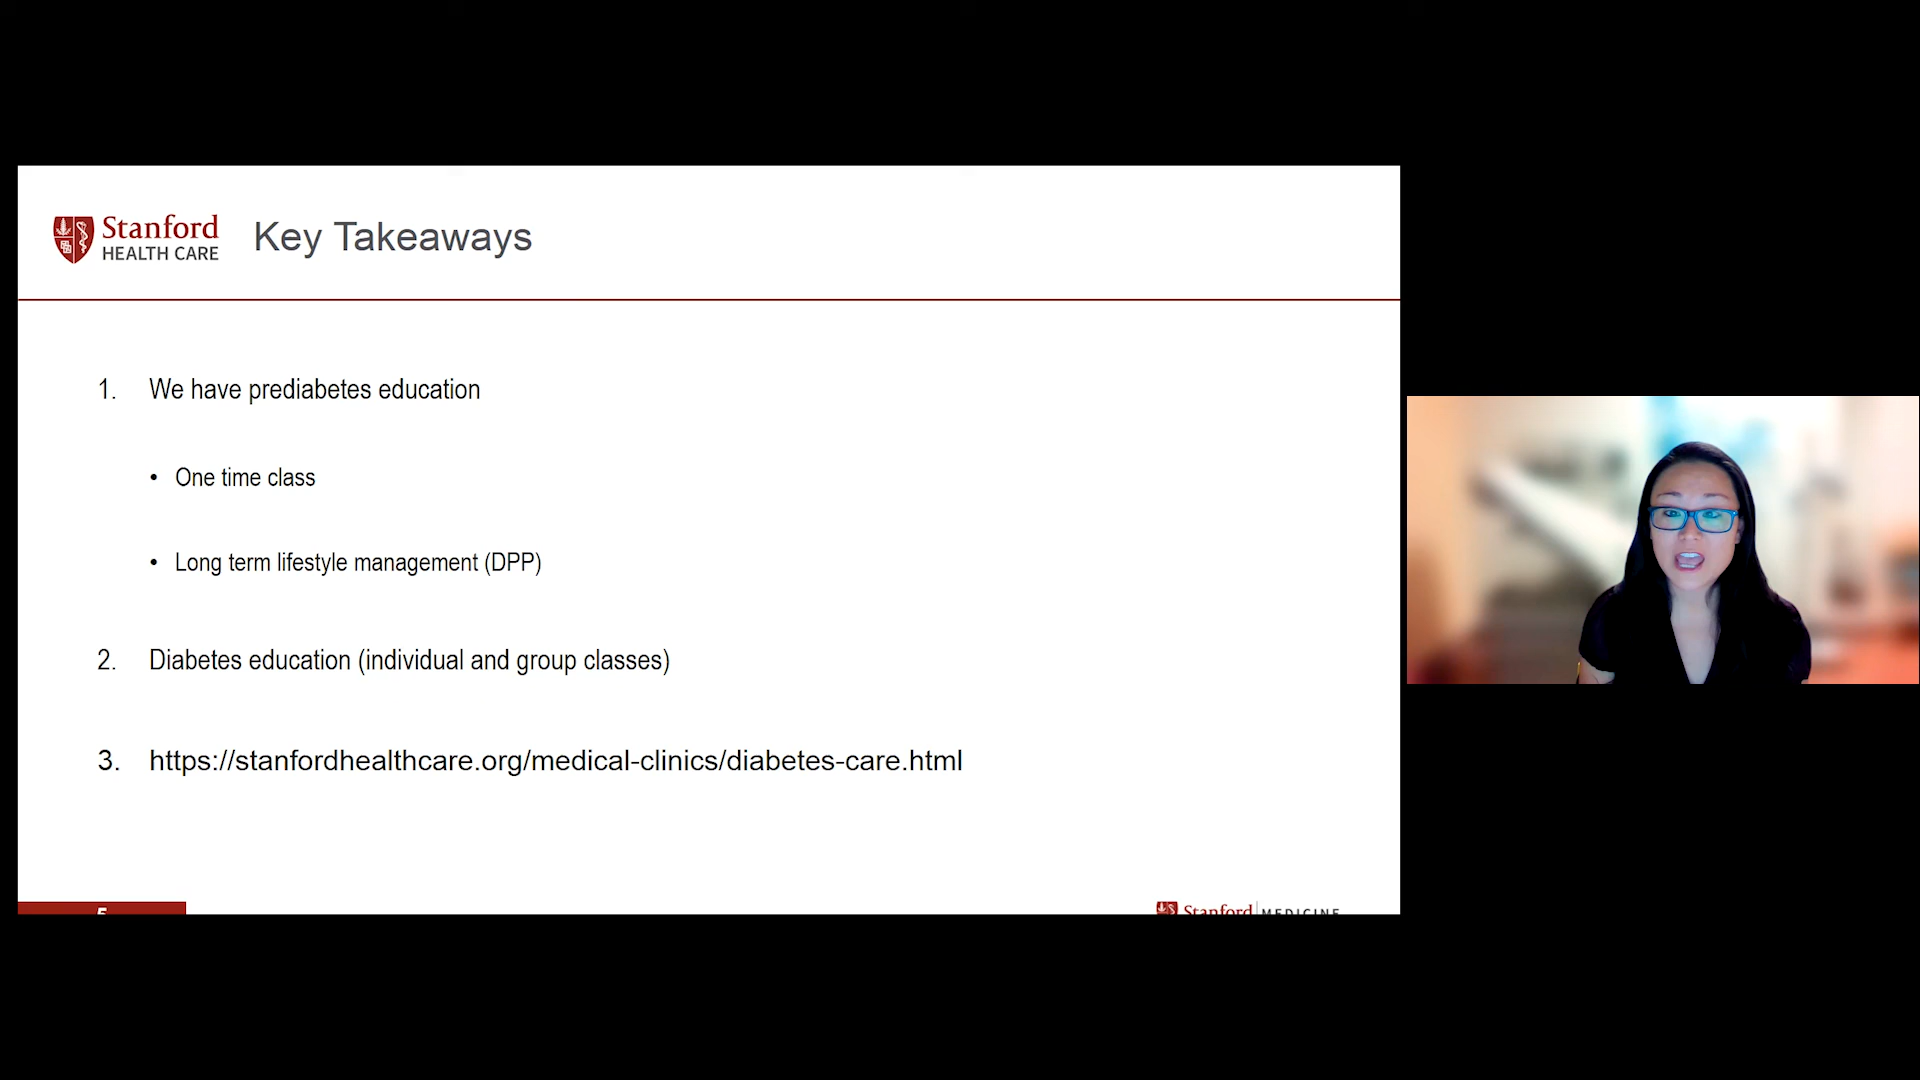 Stanford
HEALTH CARE
Key Takeaways
1. We have prediabetes education
• One time class
• Long term lifestyle management (DPP)
2. Diabetes education (individual and group classes)
3. https://stanfordhealthcare.org/medical-clinics/diabetes-care.html
5
Stanford MEDICINE